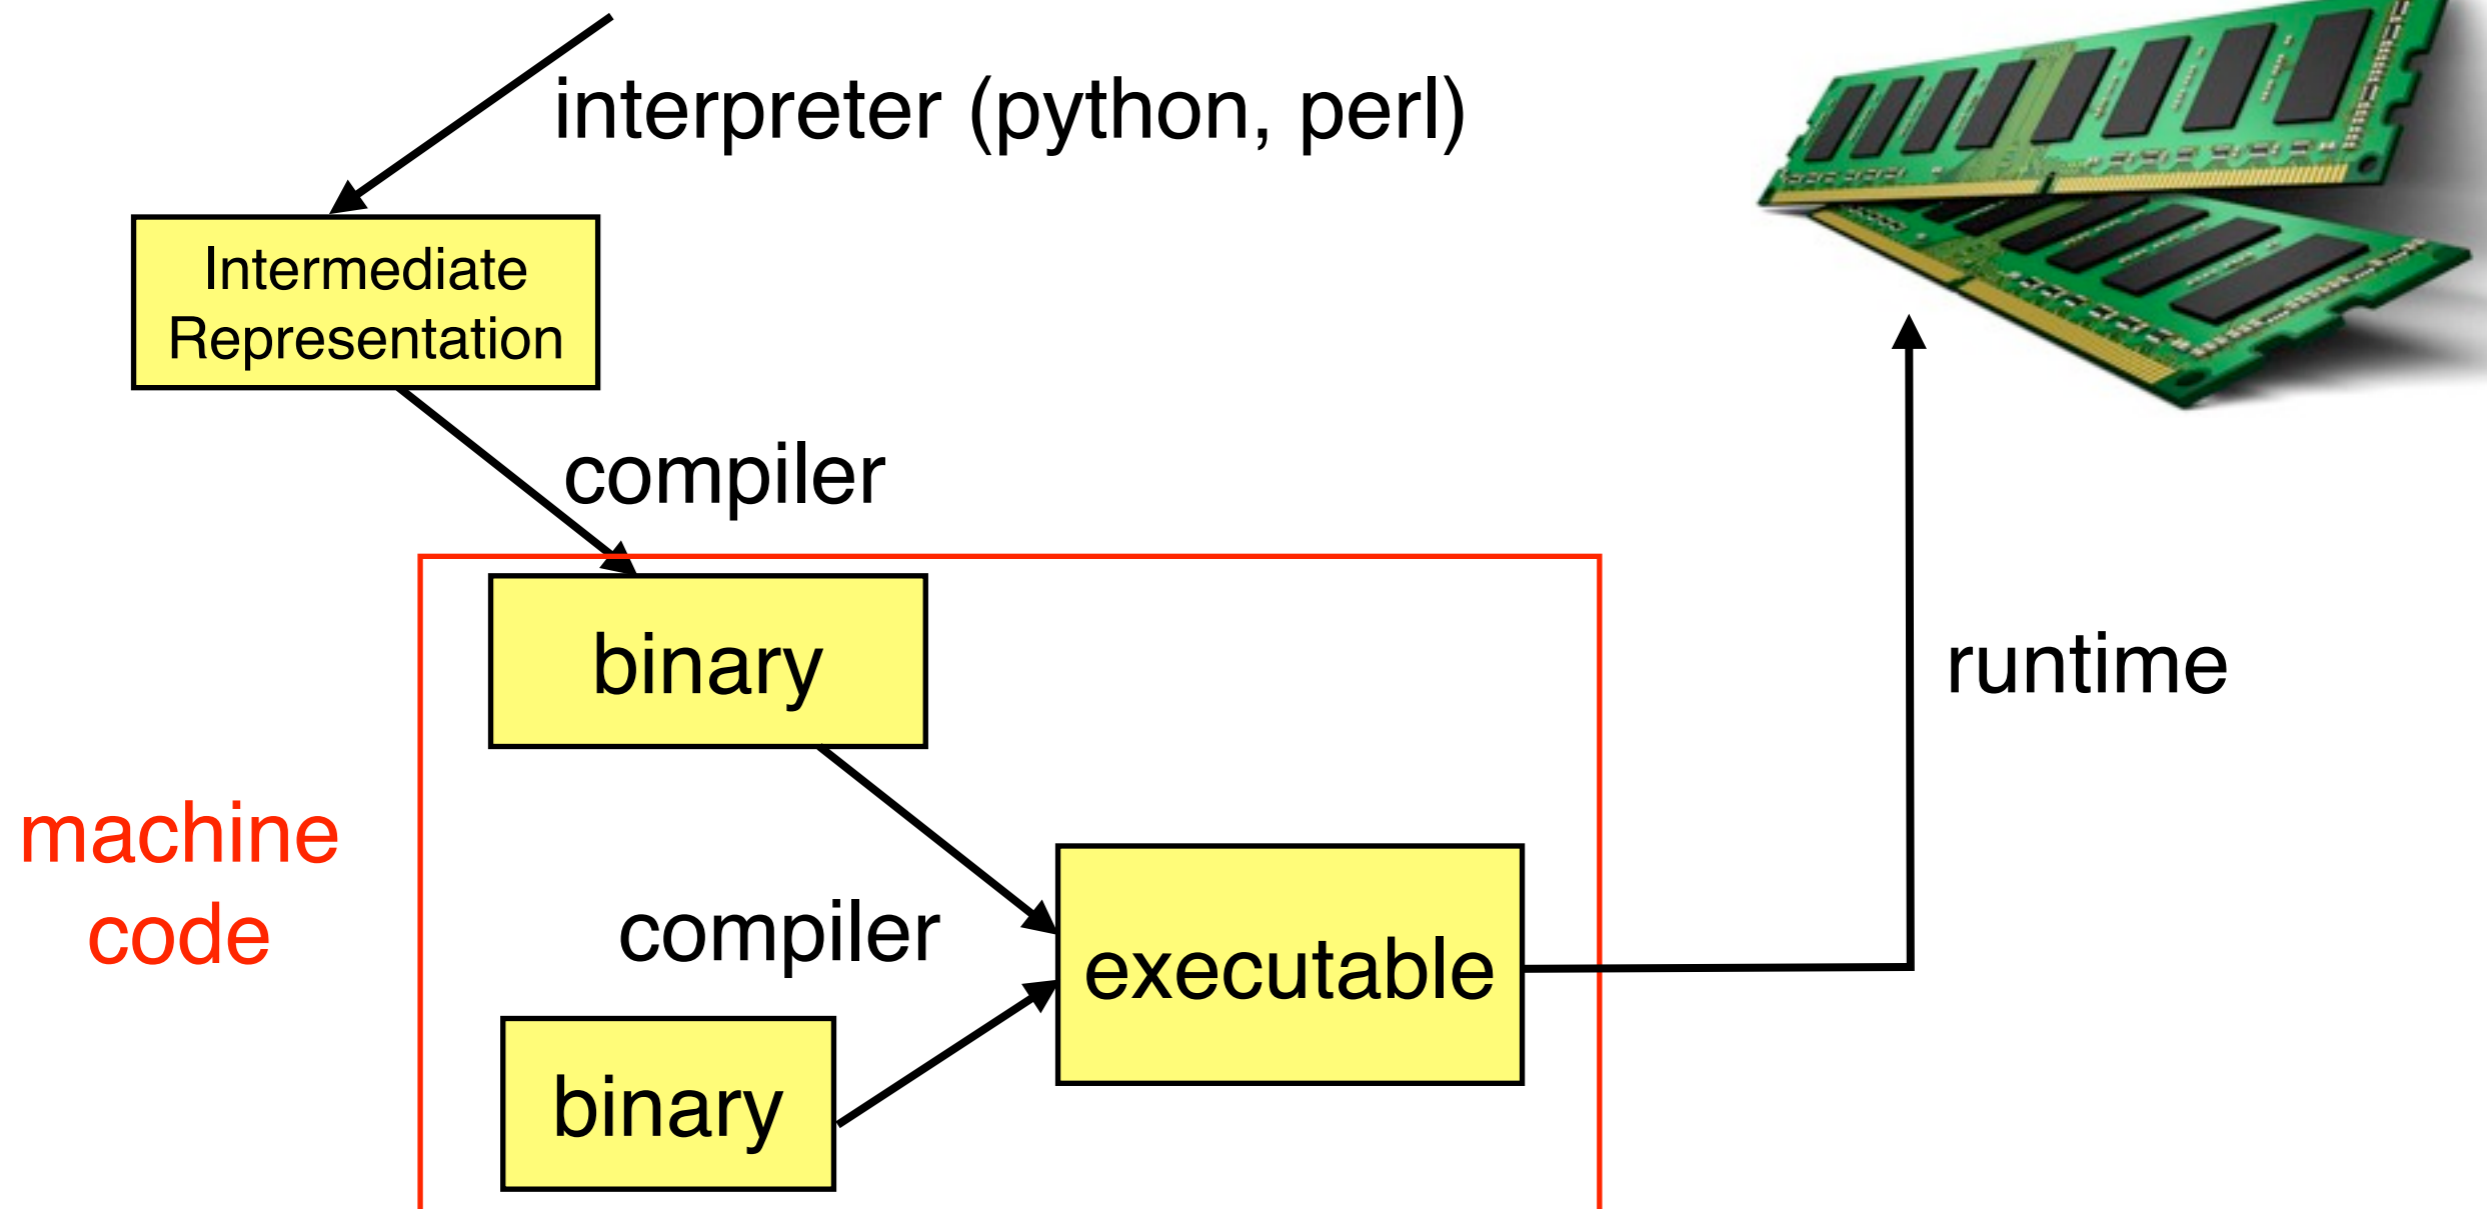 interpreter (python, perl)
Intermediate
Representation
compiler
binary
runtime
machine
code
compiler
executable
binary